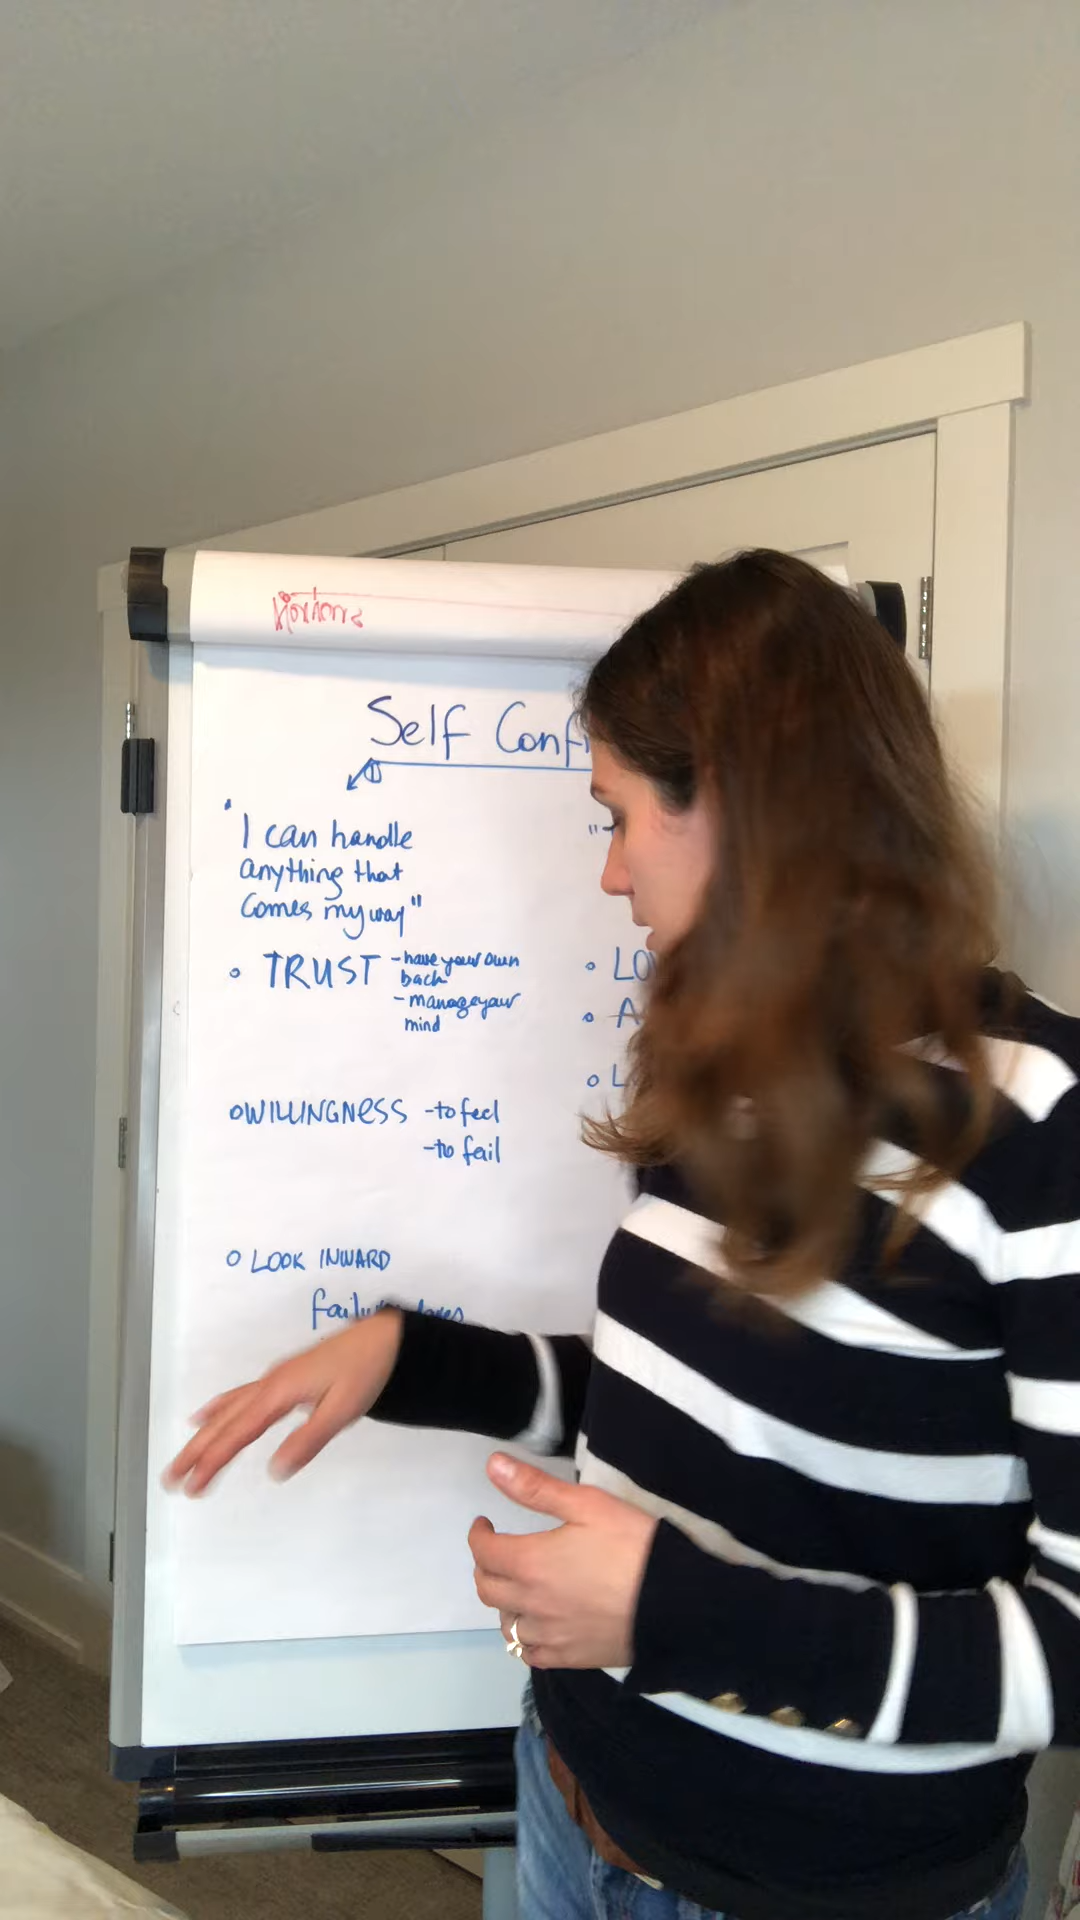 Self Conf
"I can handle
anything that
comes my way"
TRUST - have your own
back
- manage your
mind
WILLINGNESS - to feel
- to fail
LOOK INWARD
LO
A
L